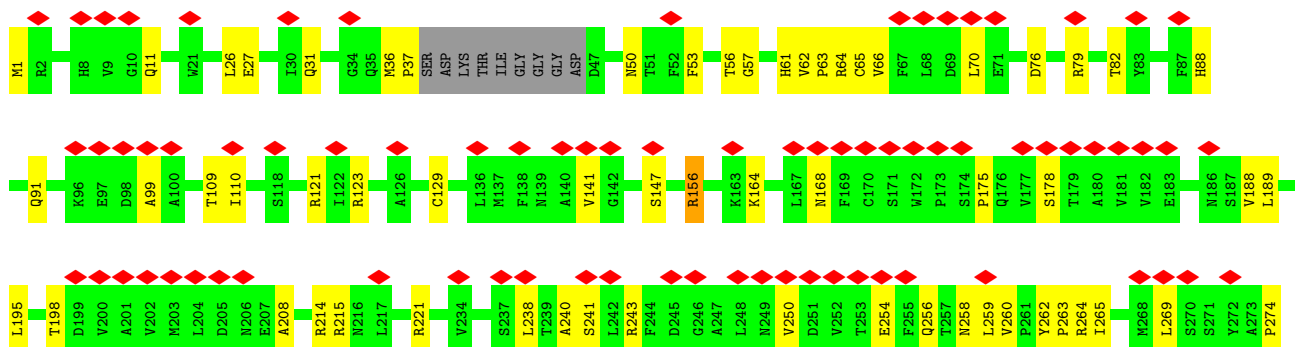 M1 R2 H8 V9 G10 Q11 W21 L26 E27 I30 Q31 G34 Q35 M36 P37 SER ASP LYS THR ILE GLY GLY GLY ASP D47 N50 T51 F52 F53 T56 G57 H61 V62 P63 R64 C65 V66 F67 L68 D69 L70 E71 D76 R79 T82 Y83 F87 H88
Q91 K96 E97 D98 A99 A100 T109 I110 S118 R121 I122 R123 A126 C129 L136 M137 F138 N139 A140 V141 G142 S147 R156 K163 K164 L167 N168 F169 C170 S171 W172 P173 S174 P175 Q176 V177 S178 T179 A180 V181 V182 E183 N186 S187 V188 L189
L195 T198 D199 V200 A201 V202 M203 L204 D205 N206 E207 A208 R214 R215 N216 L217 R221 V234 S237 L238 T239 A240 S241 L242 R243 F244 D245 G246 A247 L248 N249 V250 D251 V252 T253 E254 F255 Q256 T257 N258 L259 V260 P261 Y262 P263 R264 I265 M268 L269 S270 S271 Y272 A273 P274